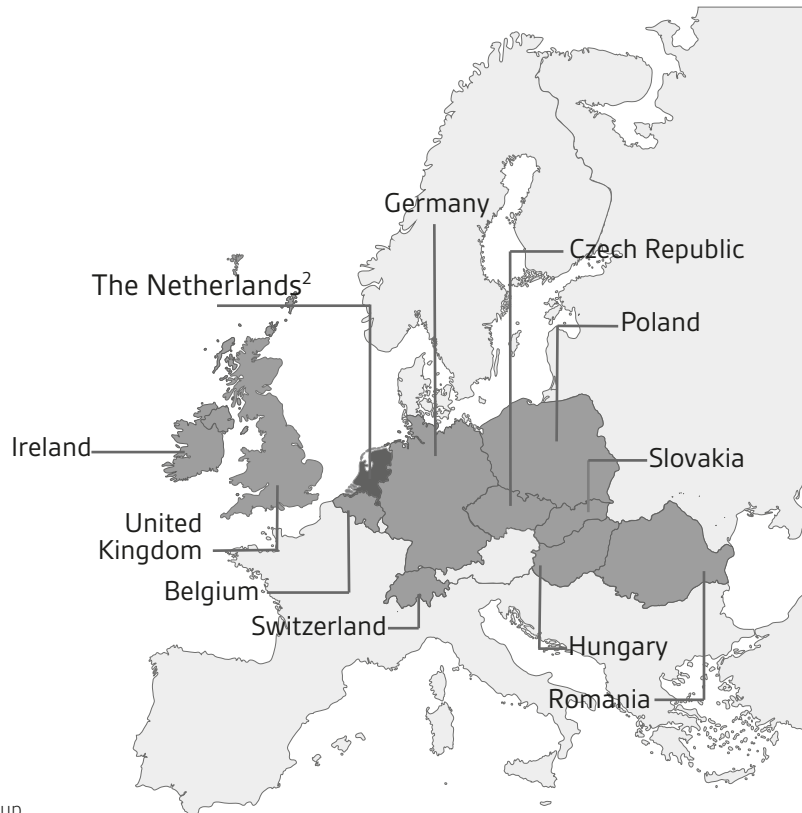 Germany
Czech Republic
The Netherlands²
Poland
Ireland
Slovakia
United
Kingdom
Belgium
Switzerland
Hungary
Romania